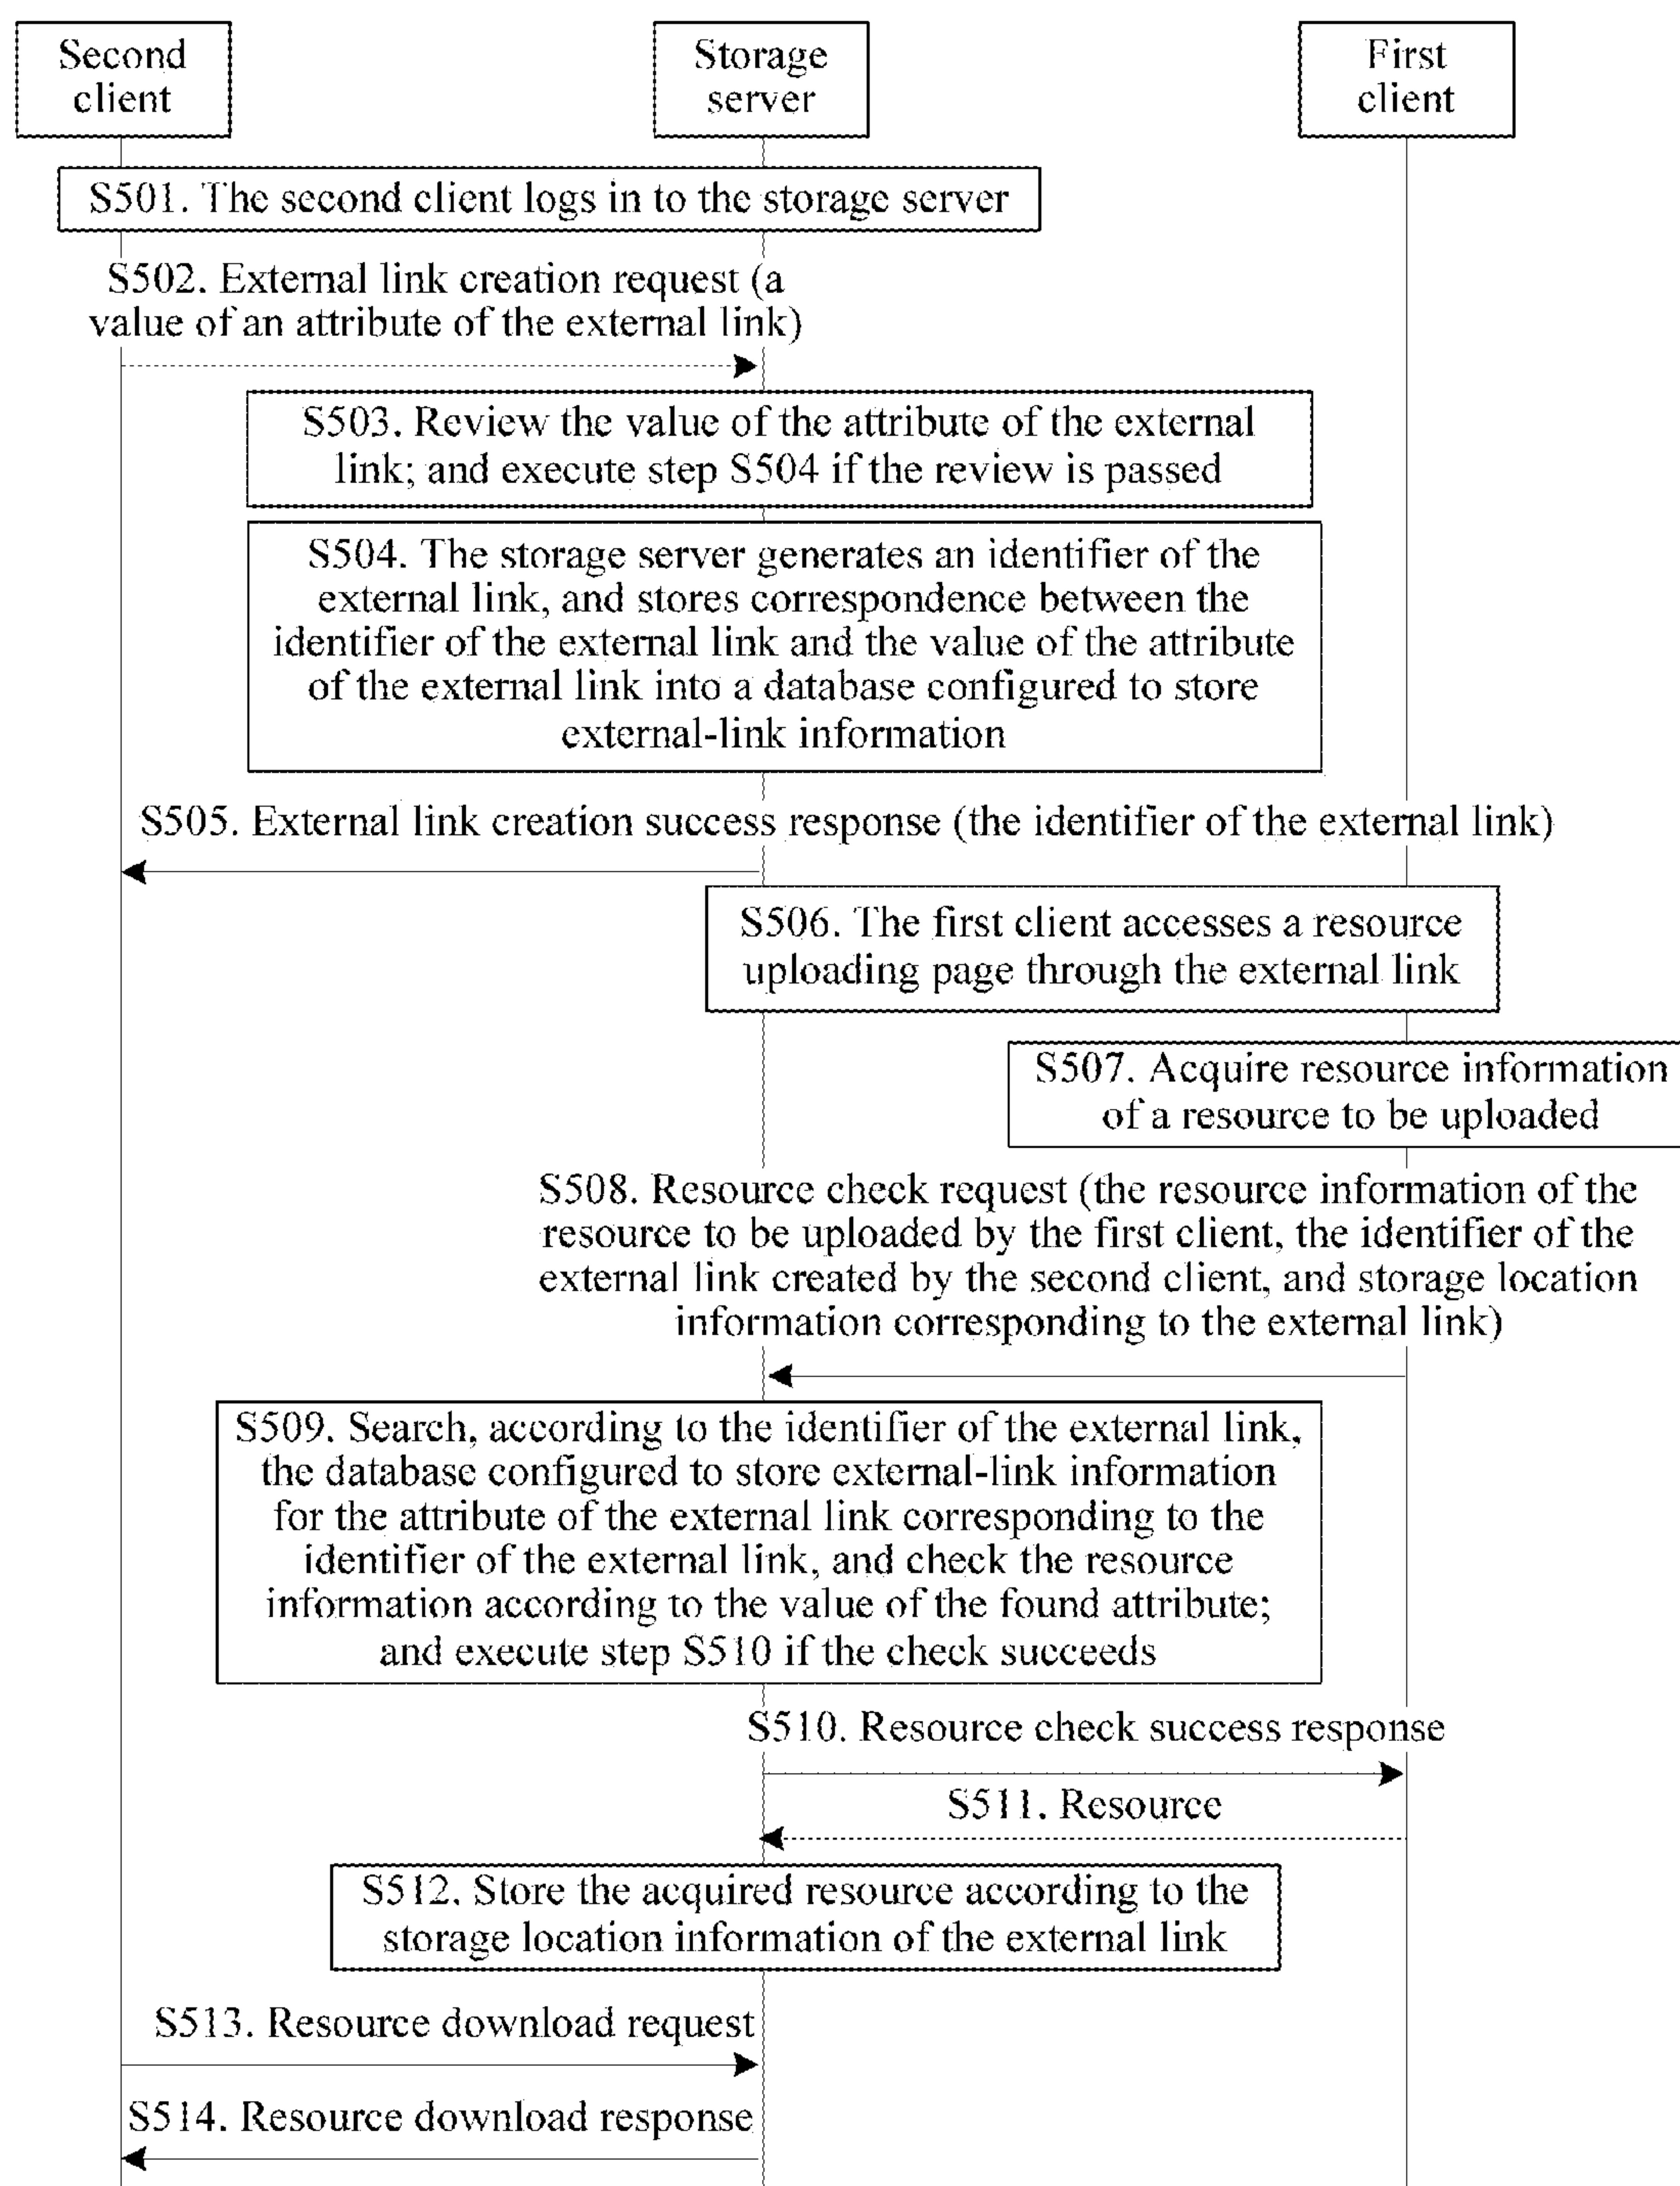 Second
client
Storage
server
First
client
S501. The second client logs in to the storage server
S502. External link creation request (a
value of an attribute of the external link)
S503. Review the value of the attribute of the external
link; and execute step S504 if the review is passed
S504. The storage server generates an identifier of the
external link, and stores correspondence between the
identifier of the external link and the value of the attribute
of the external link into a database configured to store
external-link information
S505. External link creation success response (the identifier of the external link)
S506. The first client accesses a resource
uploading page through the external link
S507. Acquire resource information
of a resource to be uploaded
S508. Resource check request (the resource information of the
resource to be uploaded by the first client, the identifier of the
external link created by the second client, and storage location
information corresponding to the external link)
S509. Search, according to the identifier of the external link,
the database configured to store external-link information
for the attribute of the external link corresponding to the
identifier of the external link, and check the resource
information according to the value of the found attribute;
and execute step S510 if the check succeeds
S510. Resource check success response
S511. Resource
S512. Store the acquired resource according to the
storage location information of the external link
S513. Resource download request
S514. Resource download response